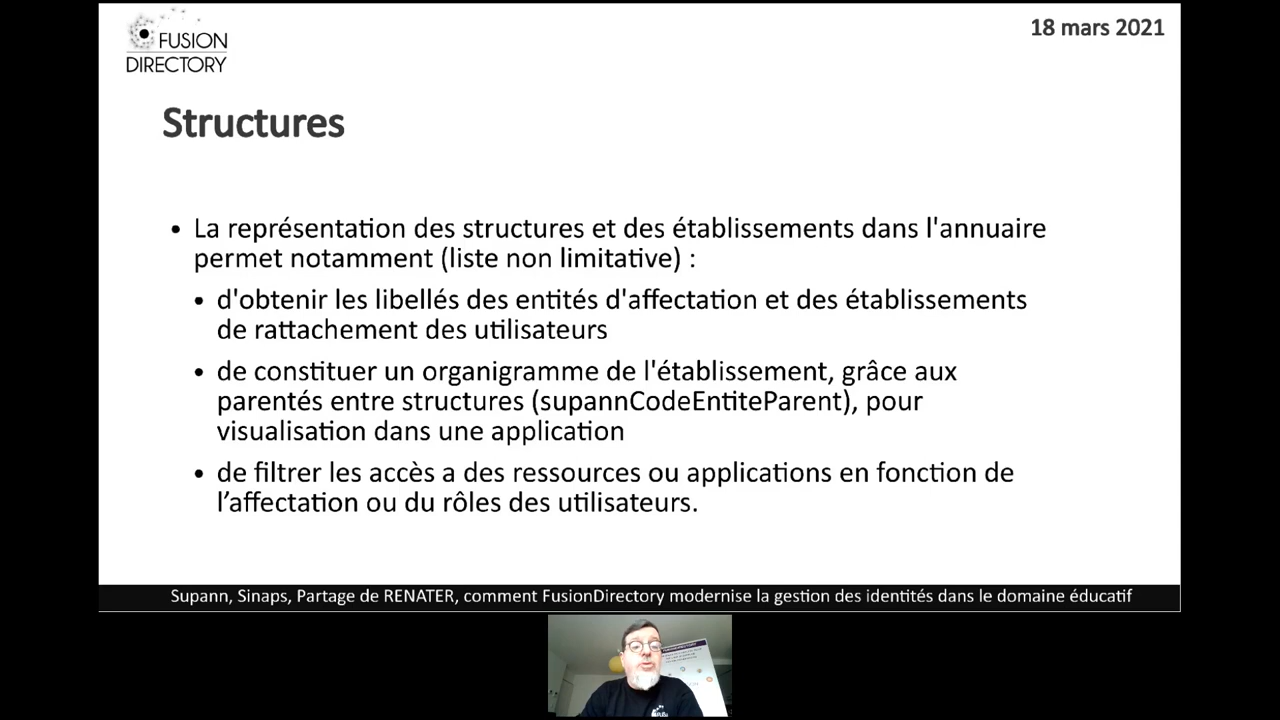 FUSION
DIRECTORY
18 mars 2021
Structures
• La représentation des structures et des établissements dans l'annuaire
permet notamment (liste non limitative) :
• d'obtenir les libellés des entités d'affectation et des établissements
de rattachement des utilisateurs
• de constituer un organigramme de l'établissement, grâce aux
parentés entre structures (supannCodeEntiteParent), pour
visualisation dans une application
• de filtrer les accès a des ressources ou applications en fonction de
l’affectation ou du rôles des utilisateurs.
Supann, Sinaps, Partage de RENATER, comment FusionDirectory modernise la gestion des identités dans le domaine éducatif